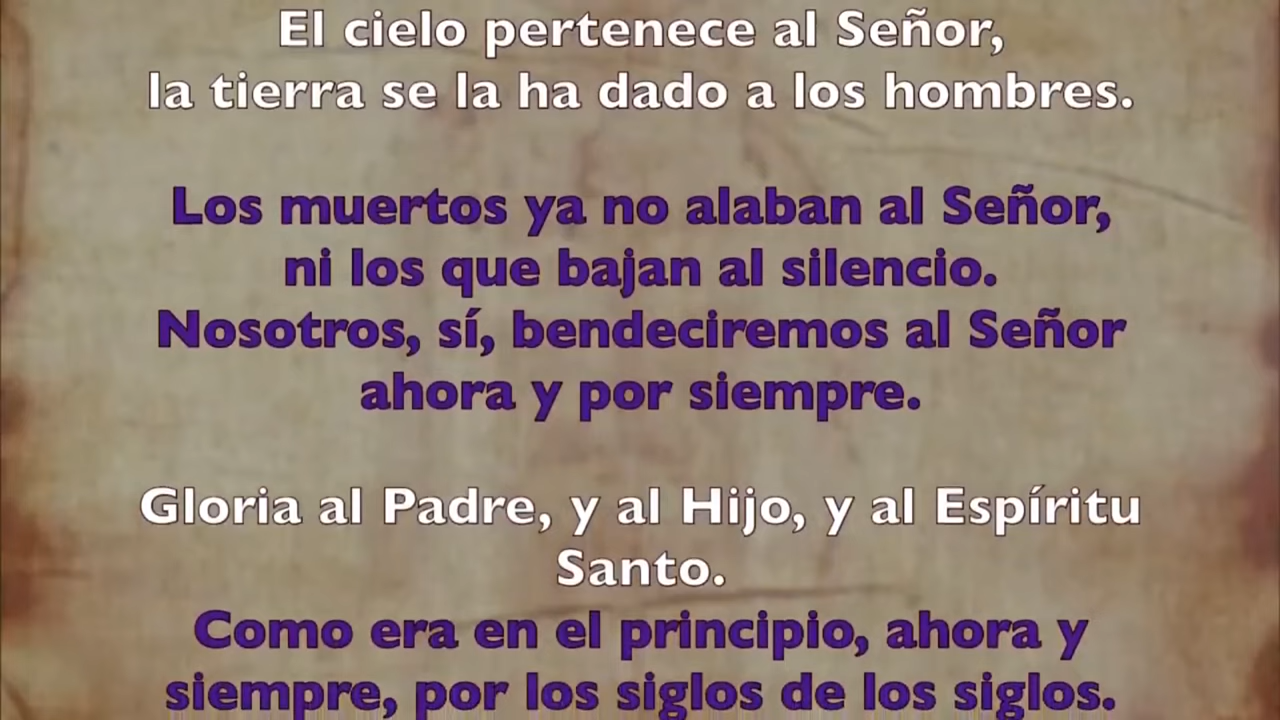 El cielo pertenece al Señor,
la tierra se la ha dado a los hombres.
Los muertos ya no alaban al Señor,
ni los que bajan al silencio.
Nosotros, sí, bendeciremos al Señor
ahora y por siempre.
Gloria al Padre, y al Hijo, y al Espíritu
Santo.
Como era en el principio, ahora y
siempre, por los siglos de los siglos.